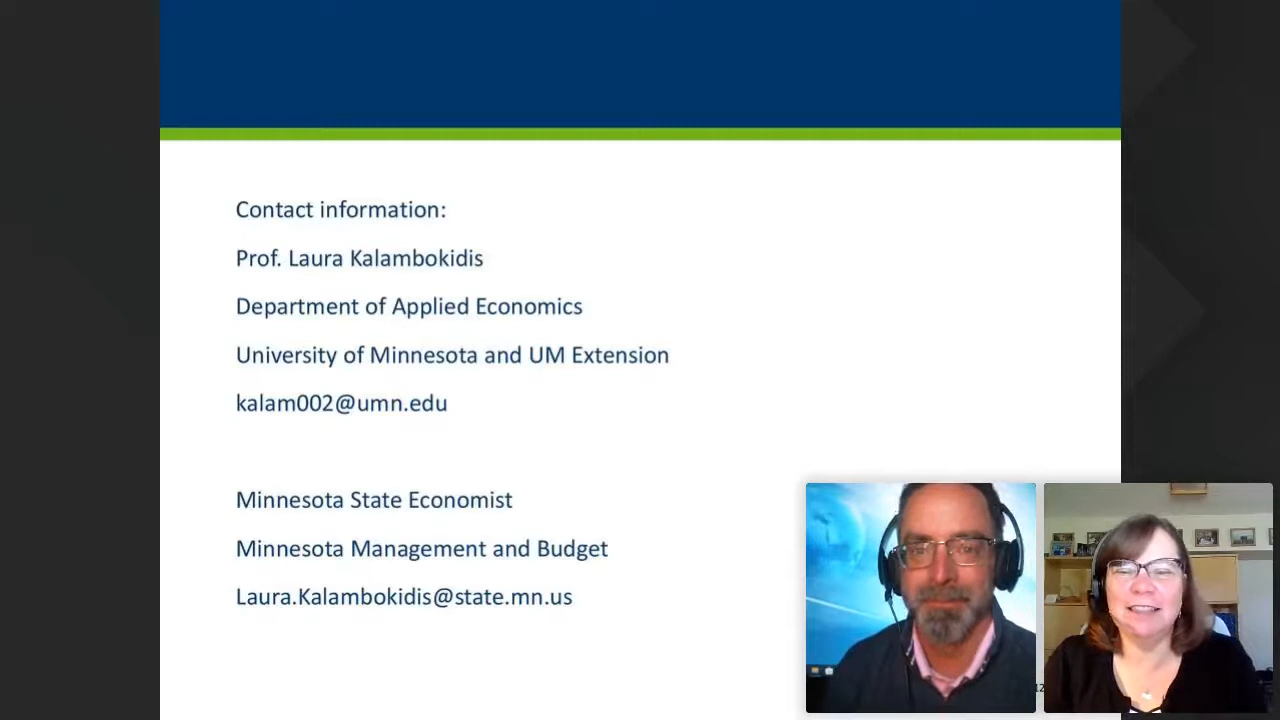 Contact information:
Prof. Laura Kalambokidis
Department of Applied Economics
University of Minnesota and UM Extension
kalam002@umn.edu
Minnesota State Economist
Minnesota Management and Budget
Laura.Kalambokidis@state.mn.us
12